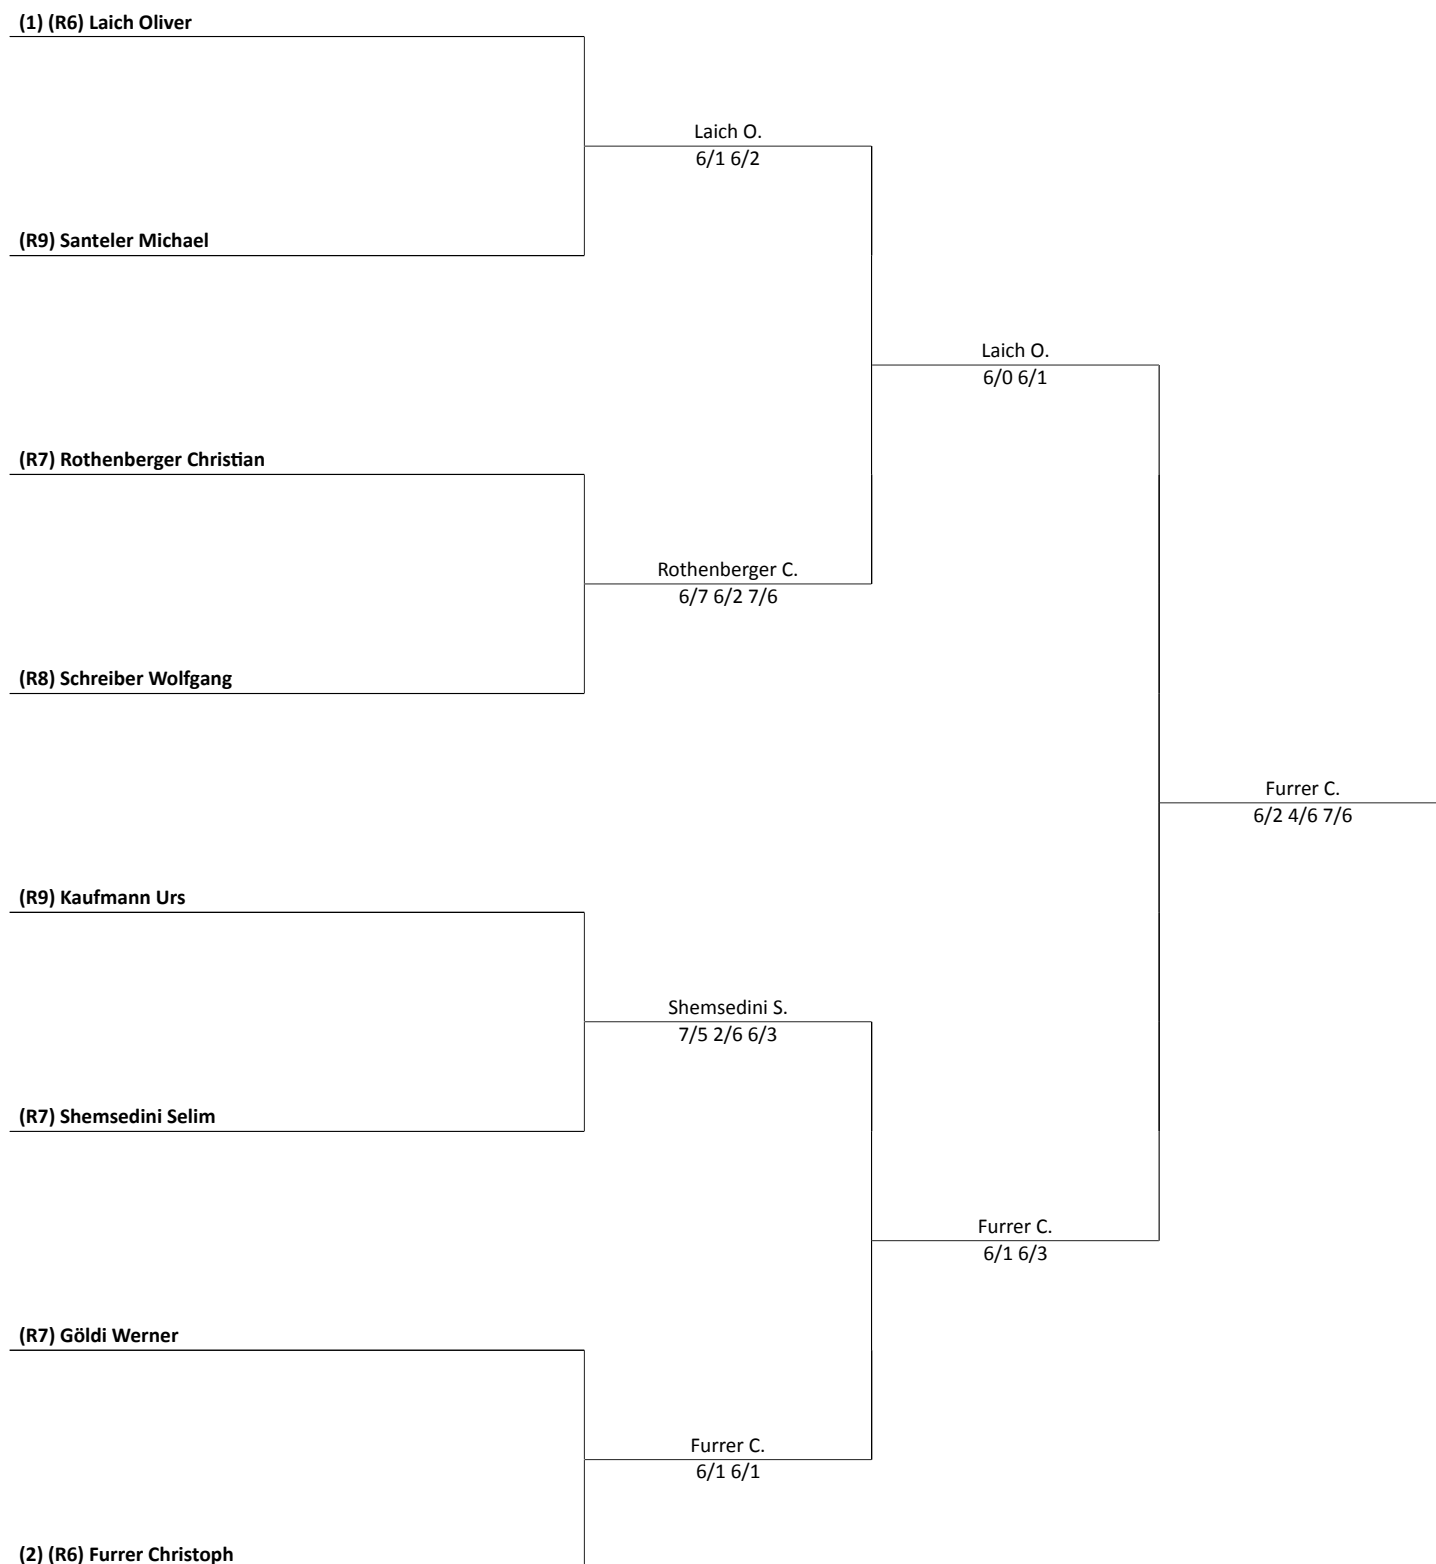 (1) (R6) Laich Oliver
Laich O.
6/1 6/2
(R9) Santeler Michael
Laich O.
6/0 6/1
(R7) Rothenberger Christian
Rothenberger C.
6/7 6/2 7/6
(R8) Schreiber Wolfgang
Furrer C.
6/2 4/6 7/6
(R9) Kaufmann Urs
Shemsedini S.
7/5 2/6 6/3
(R7) Shemsedini Selim
Furrer C.
6/1 6/3
(R7) Göldi Werner
Furrer C.
6/1 6/1
(2) (R6) Furrer Christoph